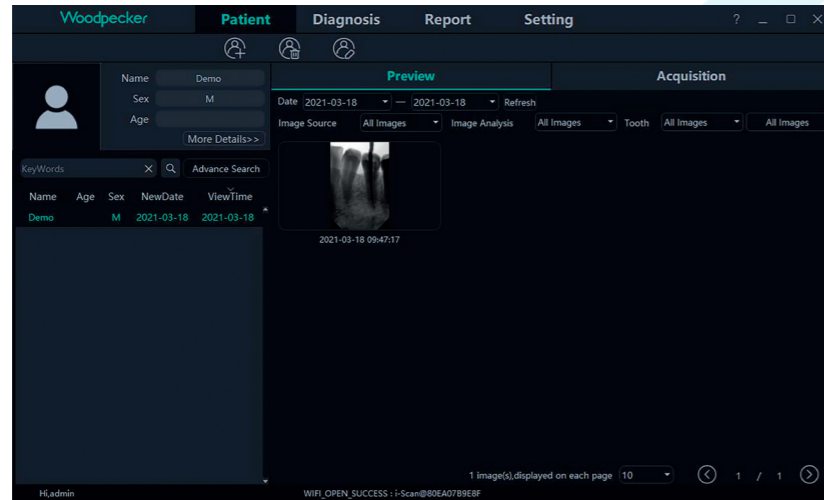 Woodpecker Patient Diagnosis Report Setting ?
Name Demo
Sex M
Age
More Details>>
Preview Acquisition
Date 2021-03-18 — 2021-03-18 Refresh
Image Source All Images Image Analysis All Images Tooth All Images All Images
KeyWords Advance Search
Name Age Sex NewDate ViewTime
Demo M 2021-03-18 2021-03-18
2021-03-18 09:47:17
1 image(s),displayed on each page 10 1 / 1
Hi,admin WIFI_OPEN_SUCCESS : i-Scan@80EA07B9E8F